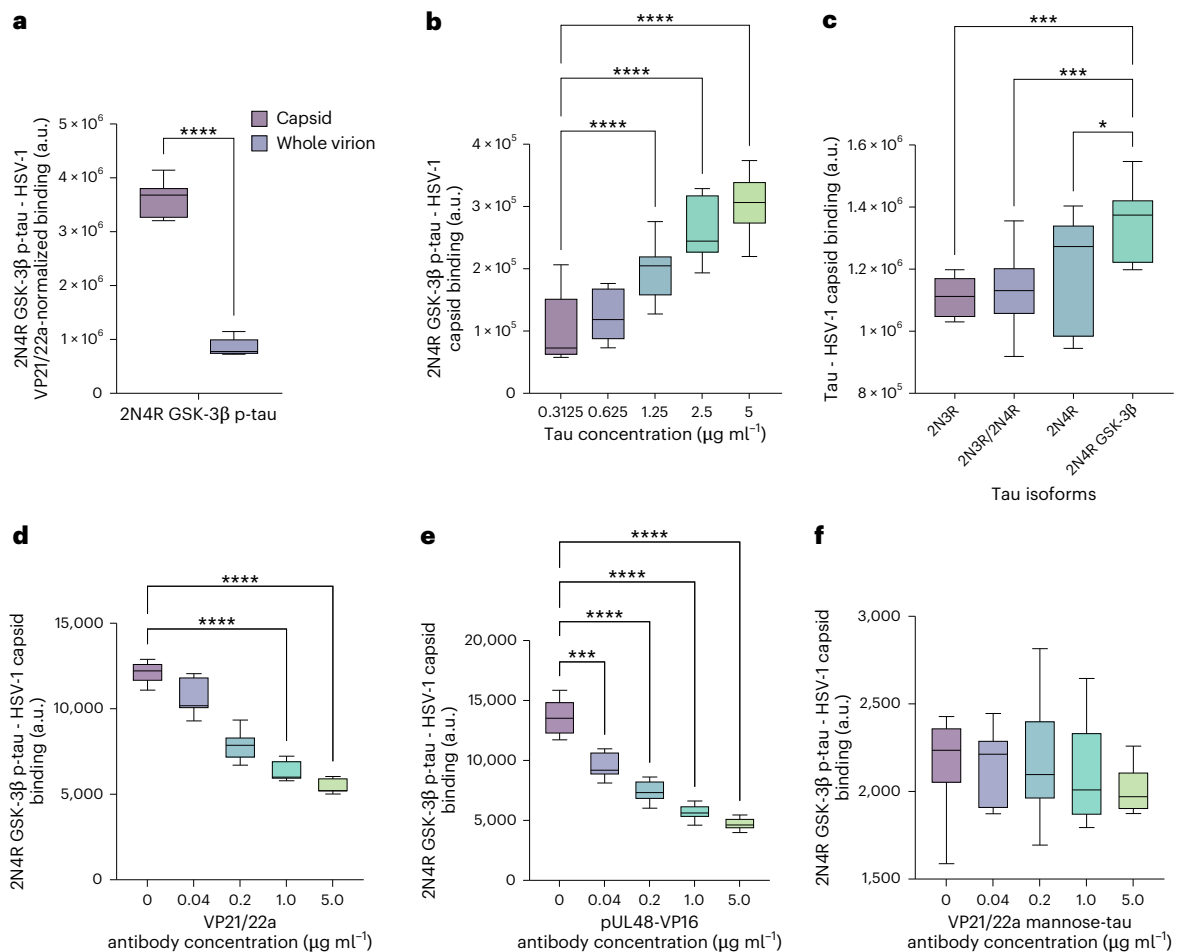 a
2N4R GSK-3β p-tau - HSV-1
VP21/22a-normalized binding (a.u.)
5 × 10⁶
4 × 10⁶
3 × 10⁶
2 × 10⁶
1 × 10⁶
0
****
Capsid
Whole virion
2N4R GSK-3β p-tau
b
2N4R GSK-3β p-tau - HSV-1
capsid binding (a.u.)
4 × 10⁵
3 × 10⁵
2 × 10⁵
1 × 10⁵
0
****
****
****
0.3125 0.625 1.25 2.5 5
Tau concentration (μg ml⁻¹)
c
Tau - HSV-1 capsid binding (a.u.)
1.6 × 10⁶
1.4 × 10⁶
1.2 × 10⁶
1 × 10⁶
8 × 10⁵
***
***
*
2N3R
2N3R/2N4R
2N4R
2N4R GSK-3β
Tau isoforms
d
2N4R GSK-3β p-tau - HSV-1 capsid
binding (a.u.)
15,000
10,000
5,000
0
****
****
0 0.04 0.2 1.0 5.0
VP21/22a
antibody concentration (μg ml⁻¹)
e
2N4R GSK-3β p-tau - HSV-1 capsid
binding (a.u.)
20,000
15,000
10,000
5,000
0
****
****
****
***
0 0.04 0.2 1.0 5.0
pUL48-VP16
antibody concentration (μg ml⁻¹)
f
2N4R GSK-3β p-tau - HSV-1 capsid
binding (a.u.)
3,000
2,500
2,000
1,500
0 0.04 0.2 1.0 5.0
VP21/22a mannose-tau
antibody concentration (μg ml⁻¹)